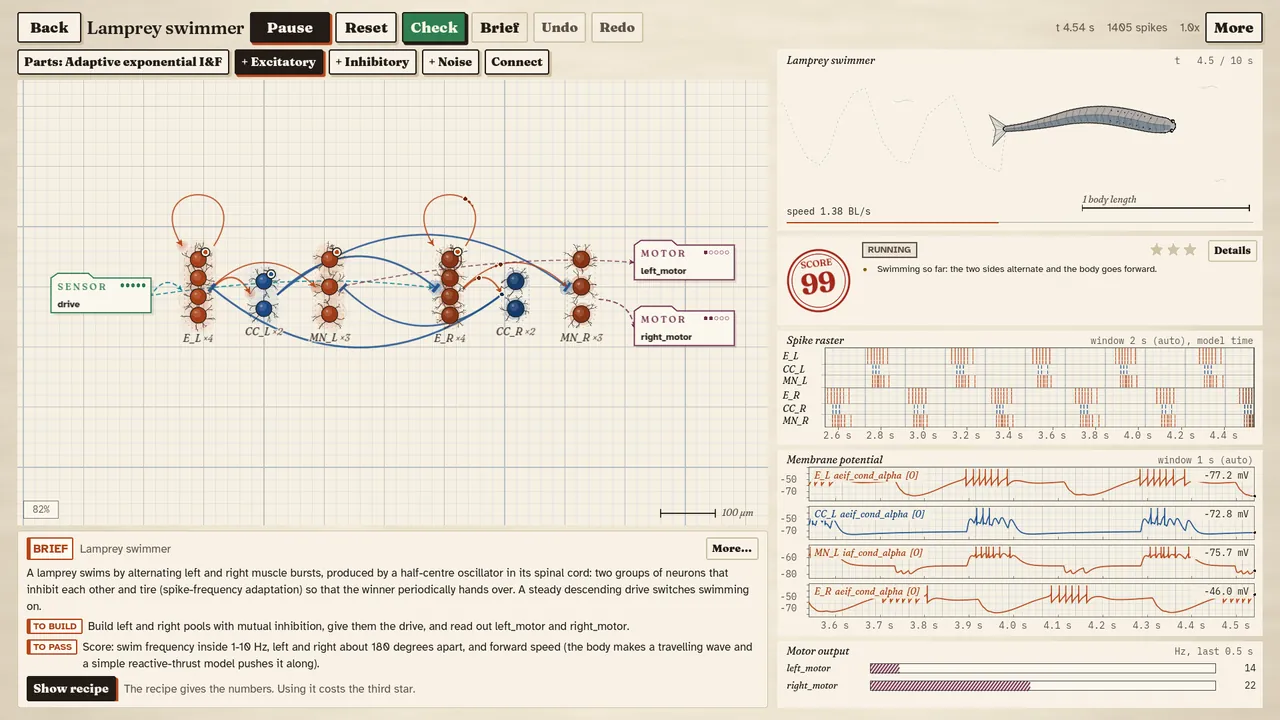 Back Lamprey swimmer Pause Reset Check Brief Undo Redo t 4.54 s 1405 spikes 1.0x More
Parts: Adaptive exponential I&F + Excitatory + Inhibitory + Noise Connect
SENSOR
drive
E_L ×4
CC_L ×2
MN_L ×3
E_R ×4
CC_R ×2
MN_R ×3
MOTOR
left_motor
MOTOR
right_motor
82%
100 μm
BRIEF Lamprey swimmer More...
A lamprey swims by alternating left and right muscle bursts, produced by a half-centre oscillator in its spinal cord: two groups of neurons that
inhibit each other and tire (spike-frequency adaptation) so that the winner periodically hands over. A steady descending drive switches swimming
on.
TO BUILD Build left and right pools with mutual inhibition, give them the drive, and read out left_motor and right_motor.
TO PASS Score: swim frequency inside 1-10 Hz, left and right about 180 degrees apart, and forward speed (the body makes a travelling wave and
a simple reactive-thrust model pushes it along).
Show recipe The recipe gives the numbers. Using it costs the third star.
Lamprey swimmer t 4.5 / 10 s
1 body length
speed 1.38 BL/s
SCORE
99
RUNNING
Details
Swimming so far: the two sides alternate and the body goes forward.
Spike raster window 2 s (auto), model time
E_L
CC_L
MN_L
E_R
CC_R
MN_R
2.6 s 2.8 s 3.0 s 3.2 s 3.4 s 3.6 s 3.8 s 4.0 s 4.2 s 4.4 s
Membrane potential window 1 s (auto)
E_L aeif_cond_alpha [0] -77.2 mV
-50
-70
CC_L aeif_cond_alpha [0] -72.8 mV
-50
-70
MN_L iaf_cond_alpha [0] -75.7 mV
-60
-80
E_R aeif_cond_alpha [0] -46.0 mV
-50
-70
3.6 s 3.7 s 3.8 s 3.9 s 4.0 s 4.1 s 4.2 s 4.3 s 4.4 s 4.5 s
Motor output Hz, last 0.5 s
left_motor 14
right_motor 22